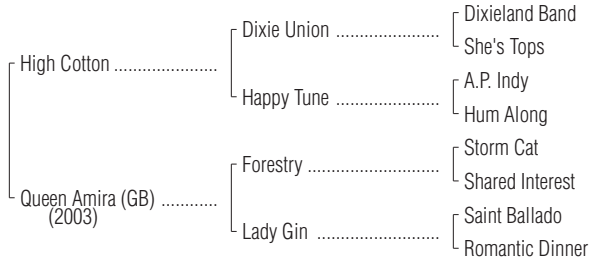 Dixieland Band
Dixie Union ....................
She's Tops
High Cotton ....................
A.P. Indy
Happy Tune ....................
Hum Along
Storm Cat
Forestry .........................
Shared Interest
Queen Amira (GB) ...........
(2003)
Saint Ballado
Lady Gin .......................
Romantic Dinner